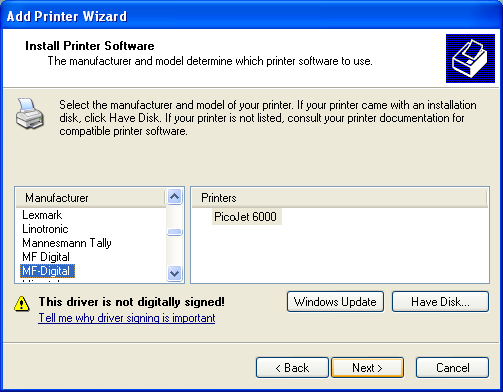 Add Printer Wizard
Install Printer Software
The manufacturer and model determine which printer software to use.
Select the manufacturer and model of your printer. If your printer came with an installation
disk, click Have Disk. If your printer is not listed, consult your printer documentation for
compatible printer software.
Manufacturer
Lexmark
Linotronic
Mannesmann Tally
MF Digital
MF-Digital
Printers
PicoJet 6000
This driver is not digitally signed!
Tell me why driver signing is important
Windows Update
Have Disk...
< Back
Next >
Cancel